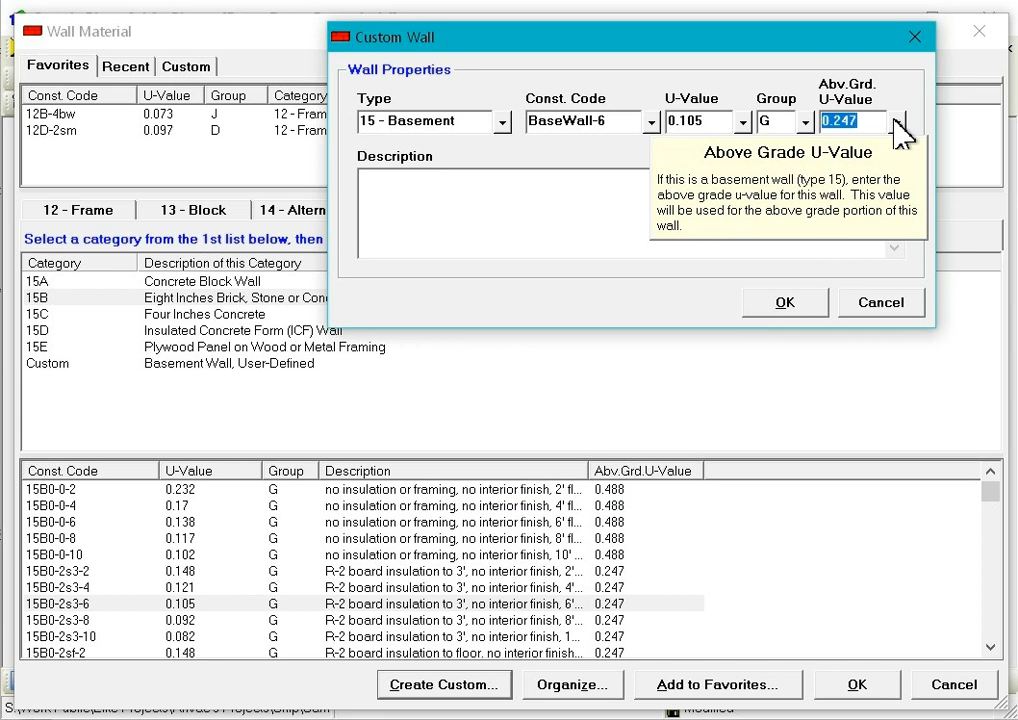 Wall Material
Custom Wall
Favorites Recent Custom
Const. Code U-Value Group Category
12B-4bw 0.073 J 12 - Fram
12D-2sm 0.097 D 12 - Fram
Wall Properties
Type Const. Code U-Value Group Abv.Grd. U-Value
15 - Basement BaseWall-6 0.105 G 0.247
Description
Above Grade U-Value
If this is a basement wall (type 15), enter the
above grade u-value for this wall. This value
will be used for the above grade portion of this
wall.
OK Cancel
12 - Frame 13 - Block 14 - Altern
Select a category from the 1st list below, then
Category Description of this Category
15A Concrete Block Wall
15B Eight Inches Brick, Stone or Con
15C Four Inches Concrete
15D Insulated Concrete Form (ICF) Wall
15E Plywood Panel on Wood or Metal Framing
Custom Basement Wall, User-Defined
Const. Code U-Value Group Description Abv.Grd.U-Value
15B0-0-2 0.232 G no insulation or framing, no interior finish, 2' fl... 0.488
15B0-0-4 0.17 G no insulation or framing, no interior finish, 4' fl... 0.488
15B0-0-6 0.138 G no insulation or framing, no interior finish, 6' fl... 0.488
15B0-0-8 0.117 G no insulation or framing, no interior finish, 8' fl... 0.488
15B0-0-10 0.102 G no insulation or framing, no interior finish, 10' ... 0.488
15B0-2s3-2 0.148 G R-2 board insulation to 3', no interior finish, 2'... 0.247
15B0-2s3-4 0.121 G R-2 board insulation to 3', no interior finish, 4'... 0.247
15B0-2s3-6 0.105 G R-2 board insulation to 3', no interior finish, 6'... 0.247
15B0-2s3-8 0.092 G R-2 board insulation to 3', no interior finish, 8'... 0.247
15B0-2s3-10 0.082 G R-2 board insulation to 3', no interior finish, 1... 0.247
15B0-2sf-2 0.148 G R-2 board insulation to floor. no interior finish... 0.247
Create Custom... Organize... Add to Favorites... OK Cancel